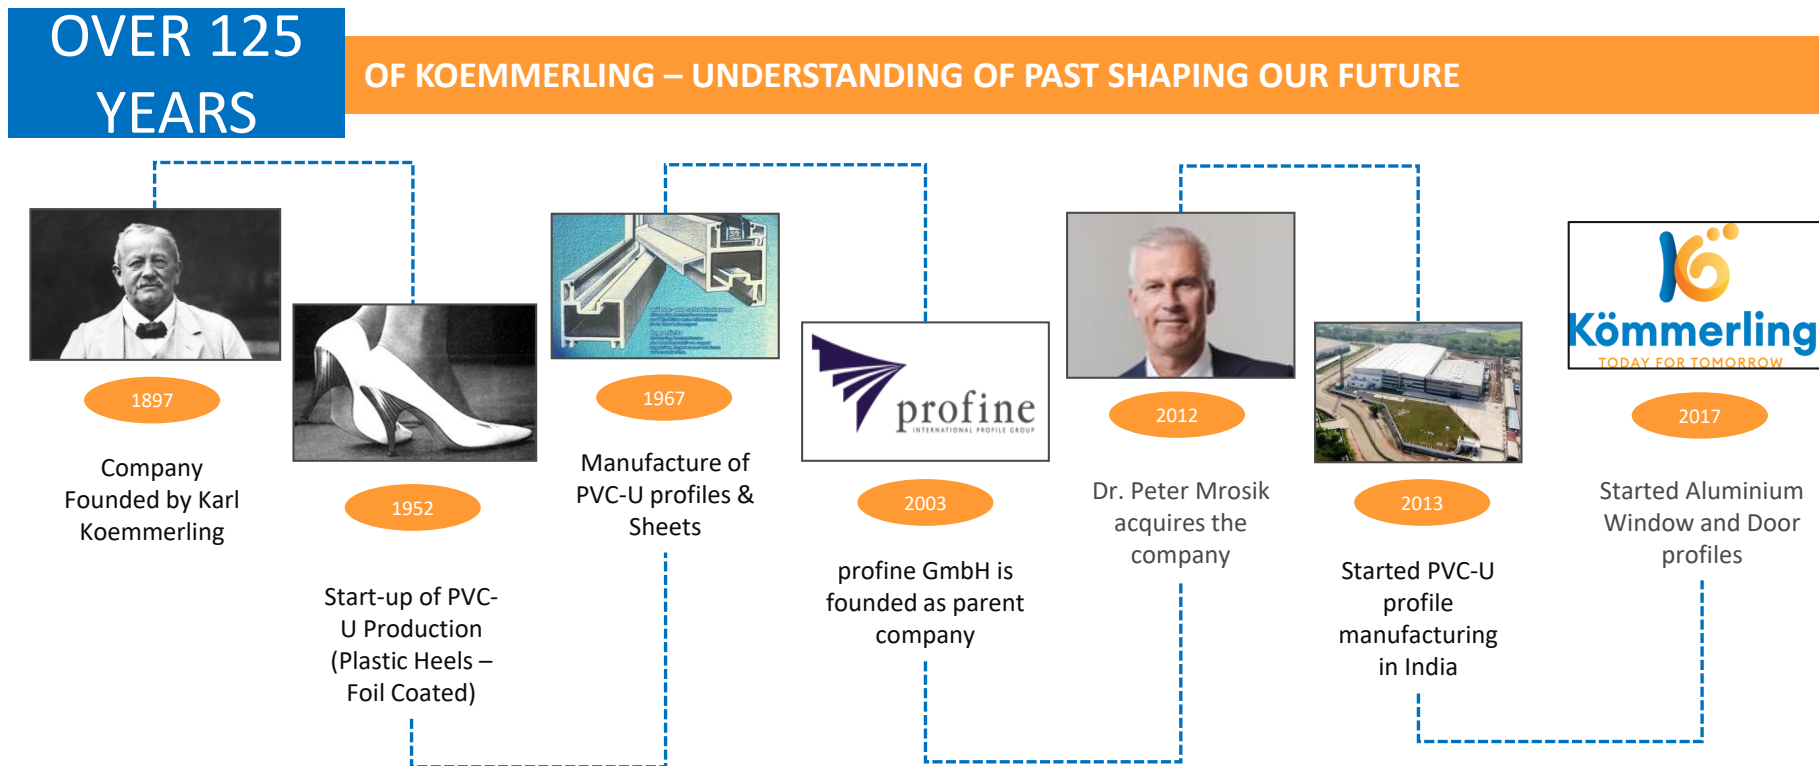 OVER 125
YEARS
OF KOEMMERLING – UNDERSTANDING OF PAST SHAPING OUR FUTURE
1897
Company
Founded by Karl
Koemmerling
1952
Start-up of PVC-
U Production
(Plastic Heels –
Foil Coated)
1967
Manufacture of
PVC-U profiles &
Sheets
profine
INTERNATIONAL PROFILE GROUP
2003
profine GmbH is
founded as parent
company
2012
Dr. Peter Mrosik
acquires the
company
2013
Started PVC-U
profile
manufacturing
in India
Kömmerling
TODAY FOR TOMORROW
2017
Started Aluminium
Window and Door
profiles